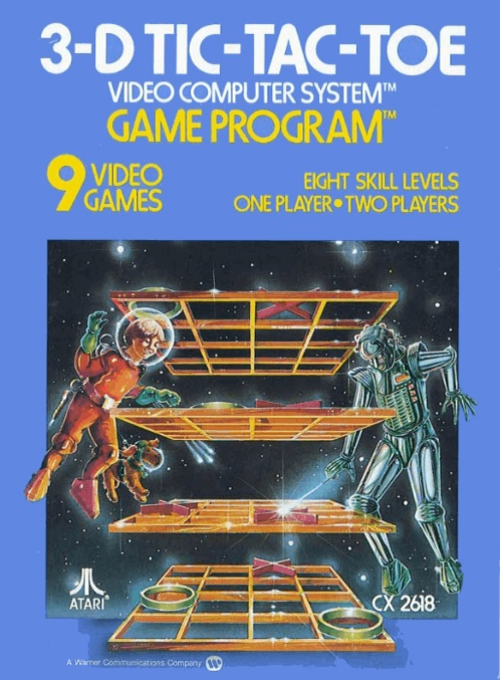 3-D TIC-TAC-TOE
VIDEO COMPUTER SYSTEM™
GAME PROGRAM™
9 VIDEO GAMES
EIGHT SKILL LEVELS
ONE PLAYER•TWO PLAYERS
ATARI®
CX 2618
A Warner Communications Company